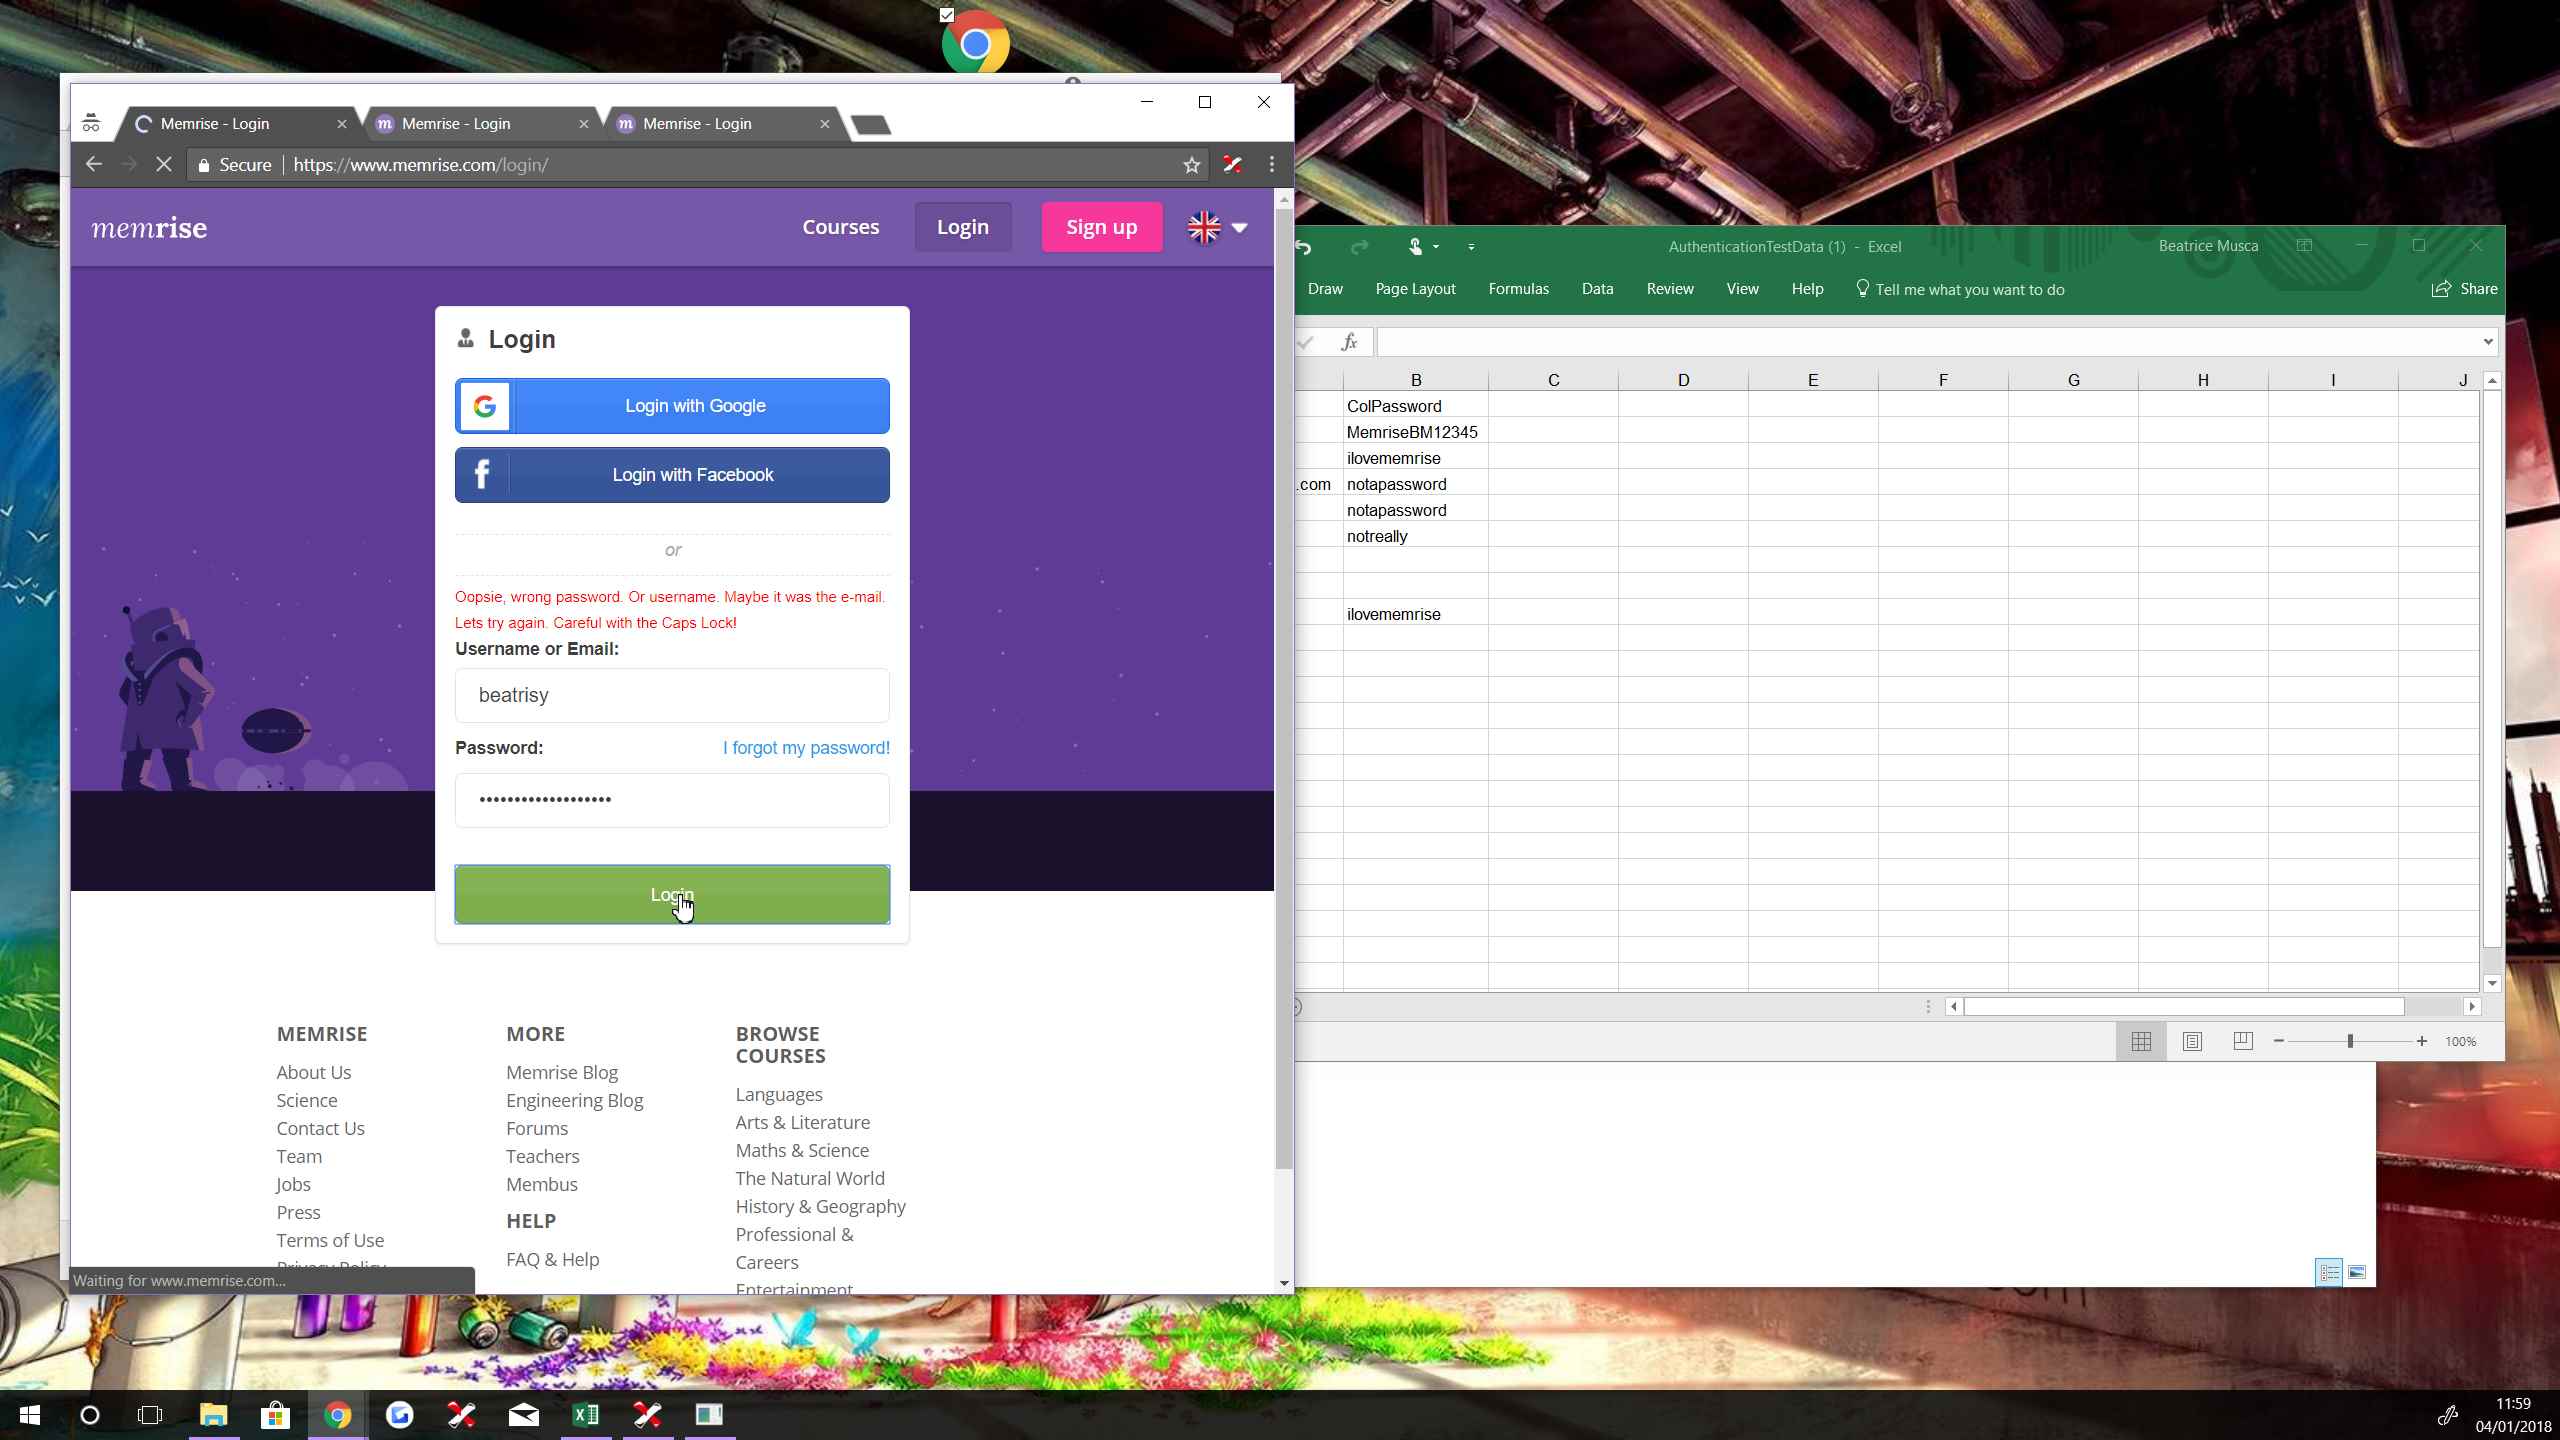 Memrise - Login
Memrise - Login
Memrise - Login
Secure
https://www.memrise.com/login/
memrise
Courses
Login
Sign up
Login
Login with Google
Login with Facebook
or
Oopsie, wrong password. Or username. Maybe it was the e-mail.
Lets try again. Careful with the Caps Lock!
Username or Email:
beatrisy
Password:
I forgot my password!
Login
MEMRISE
About Us
Science
Contact Us
Team
Jobs
Press
Terms of Use
Privacy Policy
MORE
Memrise Blog
Engineering Blog
Forums
Teachers
Membus
HELP
FAQ & Help
BROWSE
COURSES
Languages
Arts & Literature
Maths & Science
The Natural World
History & Geography
Professional &
Careers
Entertainment
Waiting for www.memrise.com...
AuthenticationTestData (1) - Excel
Beatrice Musca
Draw
Page Layout
Formulas
Data
Review
View
Help
Tell me what you want to do
Share
fx
B
C
D
E
F
G
H
I
J
ColPassword
MemriseBM12345
ilovememrise
.com notapassword
notapassword
notreally
ilovememrise
100%
11:59
04/01/2018